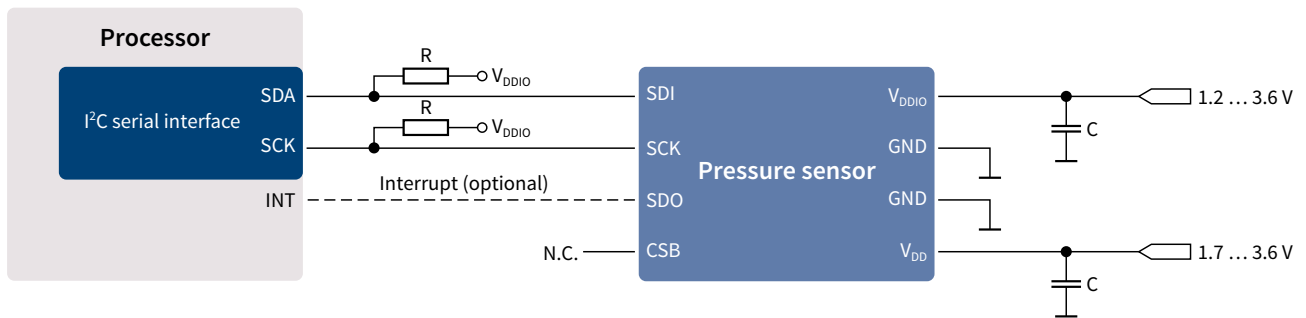 Processor
I²C serial interface
SDA
SCK
INT
R
V_DDIO
R
V_DDIO
Interrupt (optional)
N.C.
SDI
SCK
SDO
CSB
Pressure sensor
V_DDIO
GND
GND
V_DD
C
1.2 … 3.6 V
C
1.7 … 3.6 V